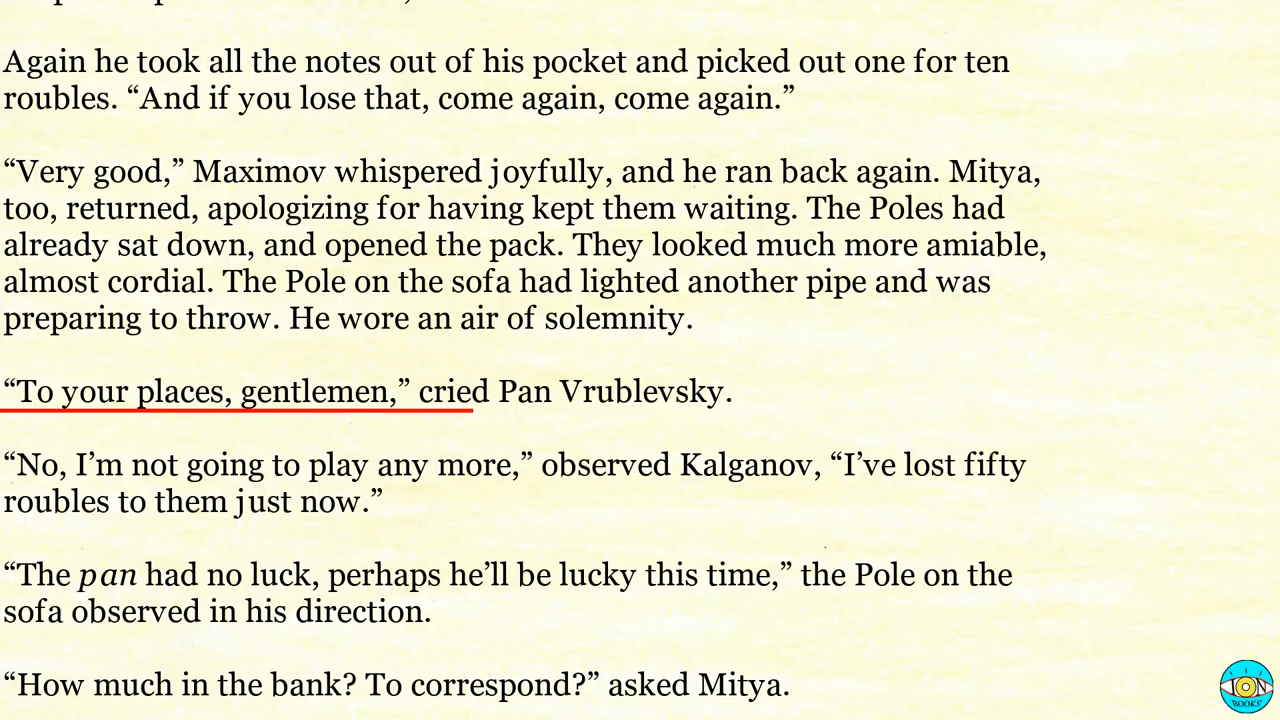 Again he took all the notes out of his pocket and picked out one for ten
roubles. “And if you lose that, come again, come again.”
“Very good,” Maximov whispered joyfully, and he ran back again. Mitya,
too, returned, apologizing for having kept them waiting. The Poles had
already sat down, and opened the pack. They looked much more amiable,
almost cordial. The Pole on the sofa had lighted another pipe and was
preparing to throw. He wore an air of solemnity.
“To your places, gentlemen,” cried Pan Vrublevsky.
“No, I’m not going to play any more,” observed Kalganov, “I’ve lost fifty
roubles to them just now.”
“The pan had no luck, perhaps he’ll be lucky this time,” the Pole on the
sofa observed in his direction.
“How much in the bank? To correspond?” asked Mitya.
ION
BOOKS